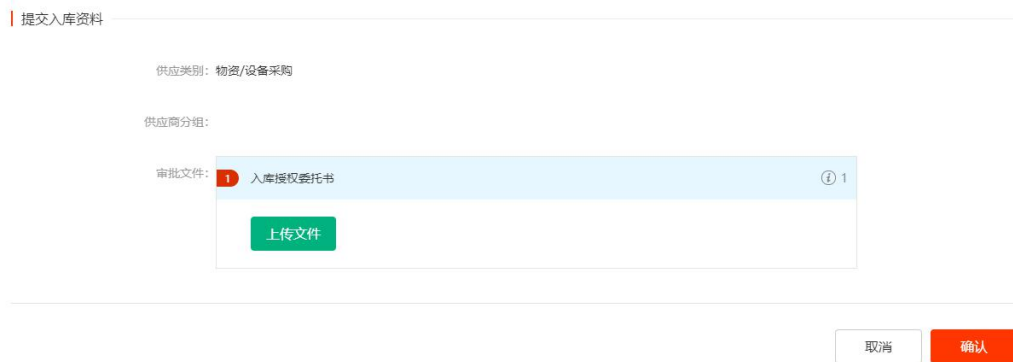 提交入库资料
供应类别：物资/设备采购
供应商分组：
审批文件：
1 入库授权委托书 i 1
上传文件
取消 确认